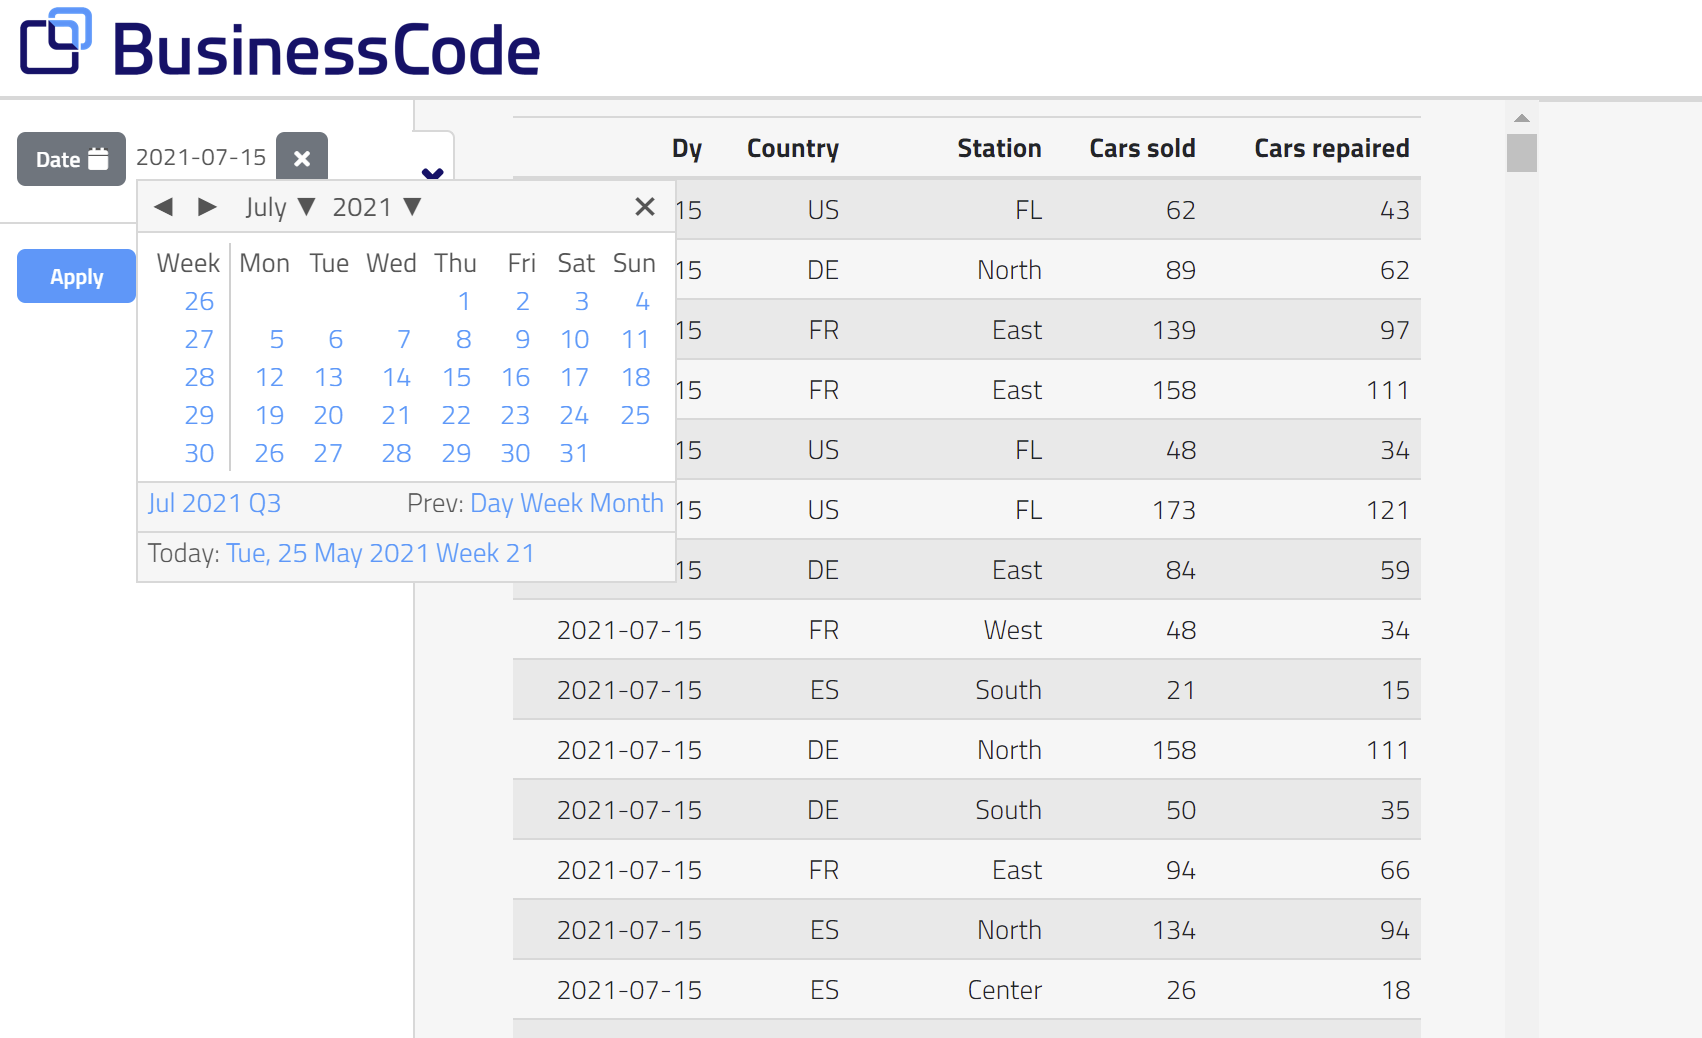 BusinessCode
Date 2021-07-15
Dy Country Station Cars sold Cars repaired
July 2021
Week Mon Tue Wed Thu Fri Sat Sun
26 1 2 3 4
27 5 6 7 8 9 10 11
28 12 13 14 15 16 17 18
29 19 20 21 22 23 24 25
30 26 27 28 29 30 31
Jul 2021 Q3 Prev: Day Week Month
Today: Tue, 25 May 2021 Week 21
Apply
15 US FL 62 43
15 DE North 89 62
15 FR East 139 97
15 FR East 158 111
15 US FL 48 34
15 US FL 173 121
15 DE East 84 59
2021-07-15 FR West 48 34
2021-07-15 ES South 21 15
2021-07-15 DE North 158 111
2021-07-15 DE South 50 35
2021-07-15 FR East 94 66
2021-07-15 ES North 134 94
2021-07-15 ES Center 26 18